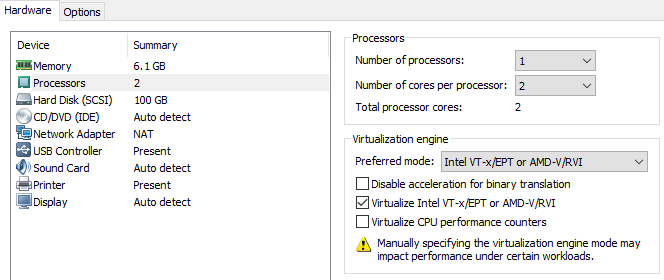 Hardware Options
Device Summary
Memory 6.1 GB
Processors 2
Hard Disk (SCSI) 100 GB
CD/DVD (IDE) Auto detect
Network Adapter NAT
USB Controller Present
Sound Card Auto detect
Printer Present
Display Auto detect
Processors
Number of processors: 1
Number of cores per processor: 2
Total processor cores: 2
Virtualization engine
Preferred mode: Intel VT-x/EPT or AMD-V/RVI
Disable acceleration for binary translation
Virtualize Intel VT-x/EPT or AMD-V/RVI
Virtualize CPU performance counters
Manually specifying the virtualization engine mode may
impact performance under certain workloads.